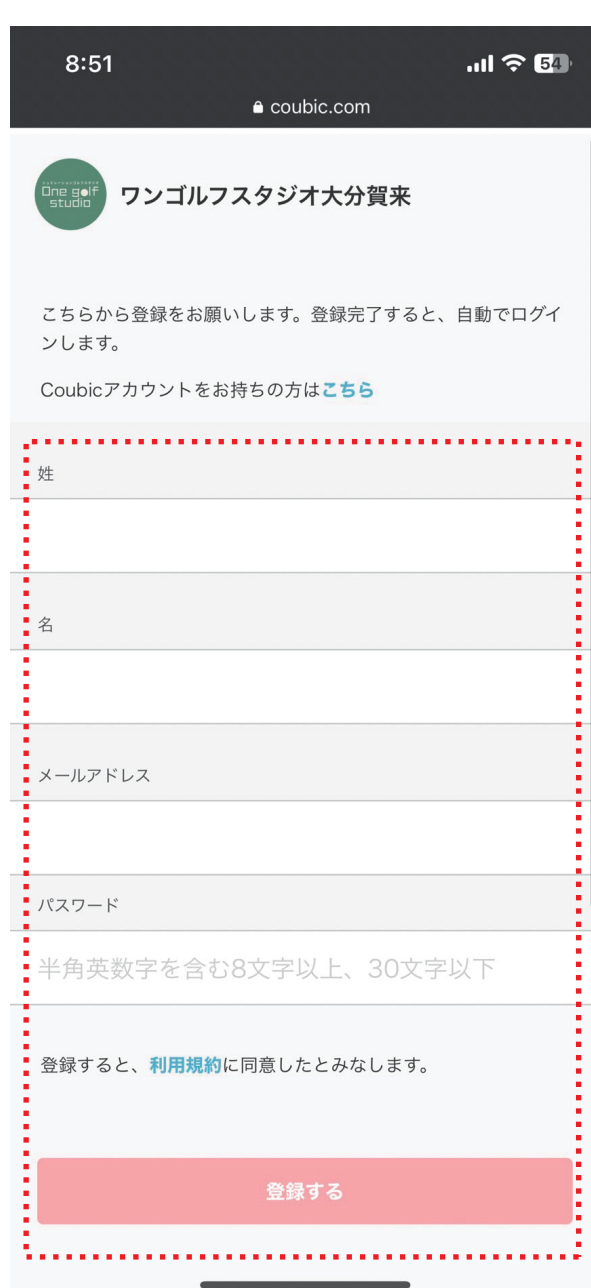 8:51
54
coubic.com
One golf
studio
ワンゴルフスタジオ大分賀来
こちらから登録をお願いします。登録完了すると、自動でログイ
ンします。
Coubicアカウントをお持ちの方はこちら
姓
名
メールアドレス
パスワード
半角英数字を含む8文字以上、30文字以下
登録すると、利用規約に同意したとみなします。
登録する